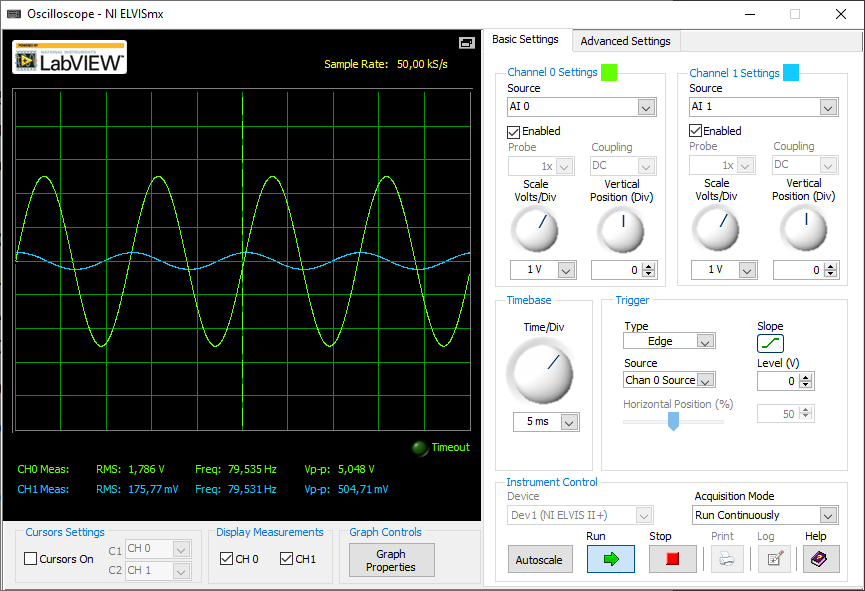 Oscilloscope - NI ELVISmx
POWERED BY
NATIONAL INSTRUMENTS
LabVIEW™
Sample Rate: 50,00 kS/s
Timeout
CH0 Meas: RMS: 1,786 V Freq: 79,535 Hz Vp-p: 5,048 V
CH1 Meas: RMS: 175,77 mV Freq: 79,531 Hz Vp-p: 504,71 mV
Cursors Settings
Cursors On
C1 CH 0
C2 CH 1
Display Measurements
CH 0 CH1
Graph Controls
Graph
Properties
Basic Settings Advanced Settings
Channel 0 Settings
Source
AI 0
Enabled
Probe Coupling
1x DC
Scale
Volts/Div
Vertical
Position (Div)
1 V 0
Channel 1 Settings
Source
AI 1
Enabled
Probe Coupling
1x DC
Scale
Volts/Div
Vertical
Position (Div)
1 V 0
Timebase
Time/Div
5 ms
Trigger
Type
Edge
Source
Chan 0 Source
Horizontal Position (%)
Slope
Level (V)
0
50
Instrument Control
Device
Dev1 (NI ELVIS II+)
Acquisition Mode
Run Continuously
Autoscale
Run Stop Print Log Help